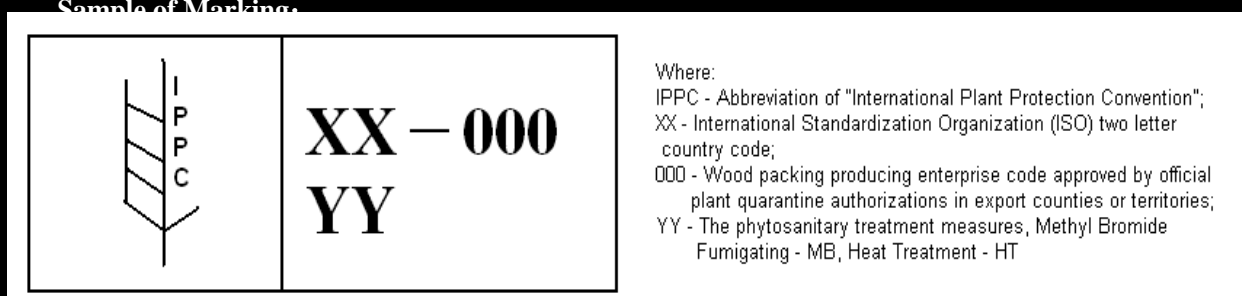 Sample of Marking:
I
P
P
C
XX — 000
YY
Where:
IPPC - Abbreviation of "International Plant Protection Convention";
XX - International Standardization Organization (ISO) two letter
country code;
000 - Wood packing producing enterprise code approved by official
plant quarantine authorizations in export counties or territories;
YY - The phytosanitary treatment measures, Methyl Bromide
Fumigating - MB, Heat Treatment - HT